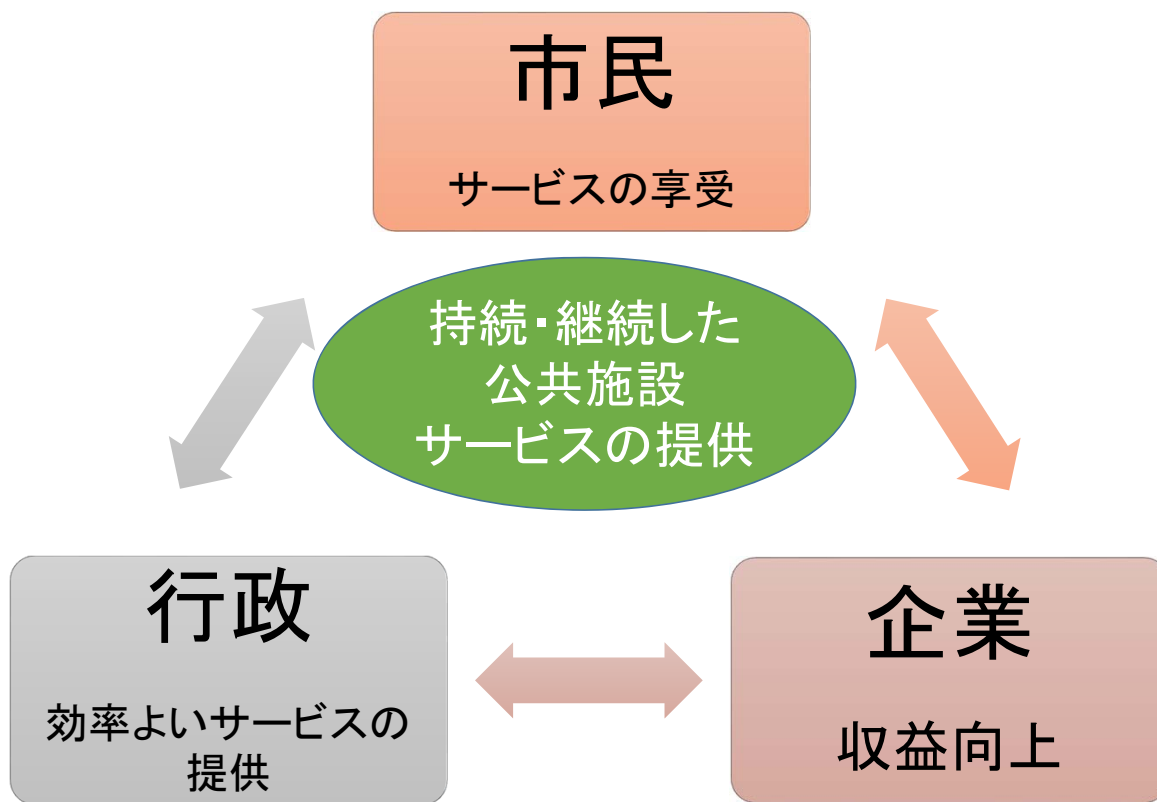 市民
サービスの享受
持続・継続した
公共施設
サービスの提供
行政
効率よいサービスの
提供
企業
収益向上